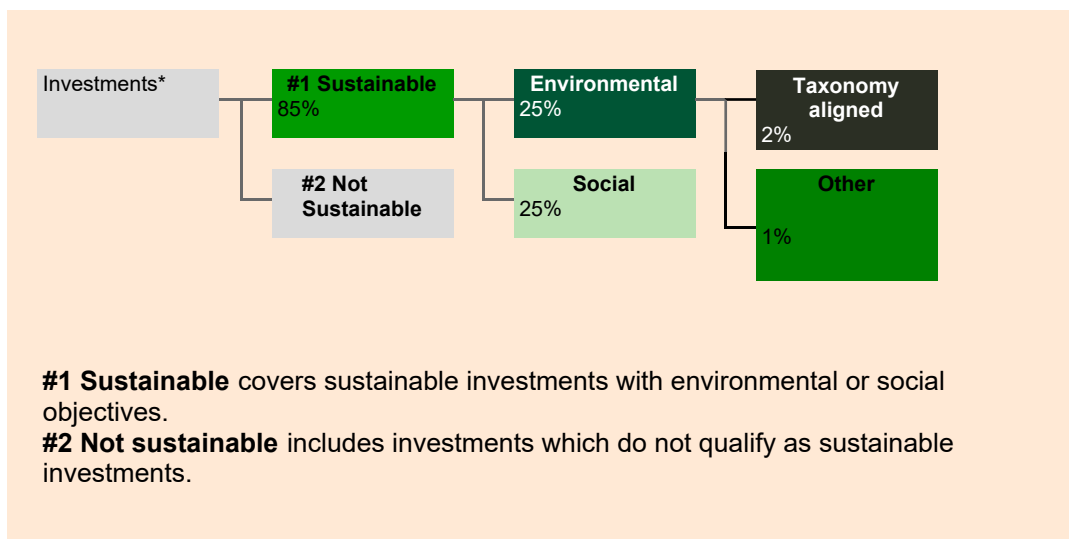 Investments*
#1 Sustainable
85%
#2 Not
Sustainable
Environmental
25%
Social
25%
Taxonomy
aligned
2%
Other
1%
#1 Sustainable covers sustainable investments with environmental or social
objectives.
#2 Not sustainable includes investments which do not qualify as sustainable
investments.